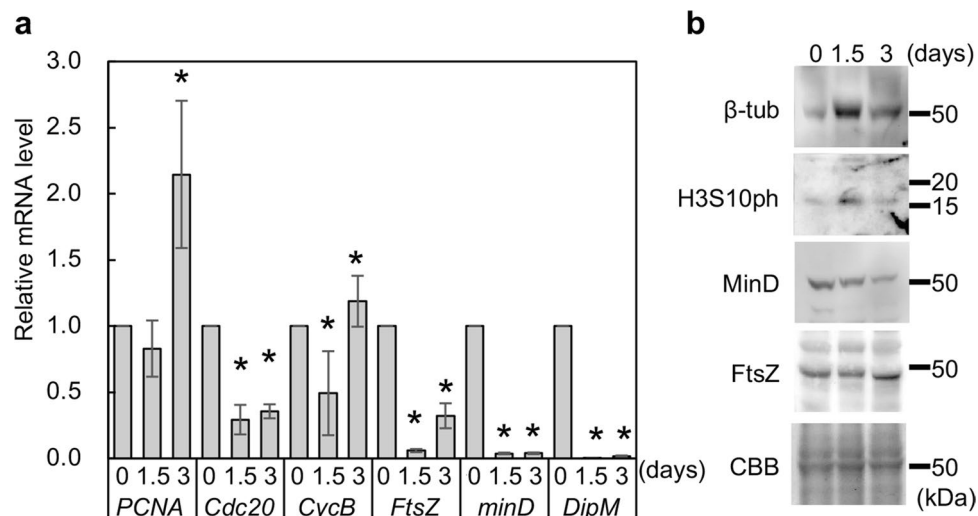 a
Relative mRNA level
3.0
2.5
2.0
1.5
1.0
0.5
0.0
*
*
*
*
*
*
*
*
*
*
*
0 1.5 3 0 1.5 3 0 1.5 3 0 1.5 3 0 1.5 3 0 1.5 3 (days)
PCNA Cdc20 CycB FtsZ minD DipM
b
0 1.5 3 (days)
β-tub 50
H3S10ph 20
15
MinD 50
FtsZ 50
CBB 50
(kDa)